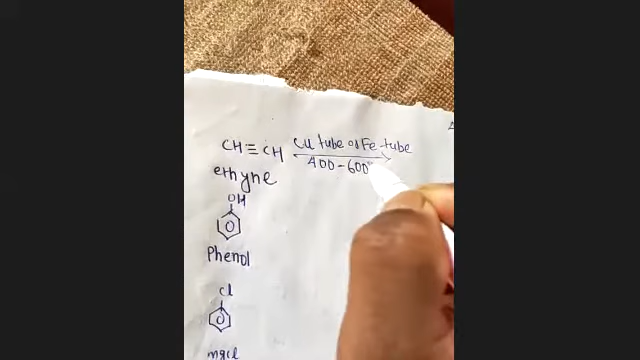 CH≡CH Cu tube or Fe-tube
400-600°
ethyne
OH
Phenol
Cl